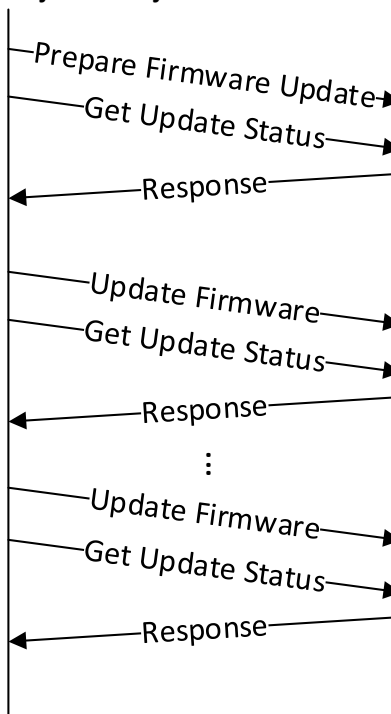 Prepare Firmware Update
Get Update Status
Response
Update Firmware
Get Update Status
Response
⋮
Update Firmware
Get Update Status
Response